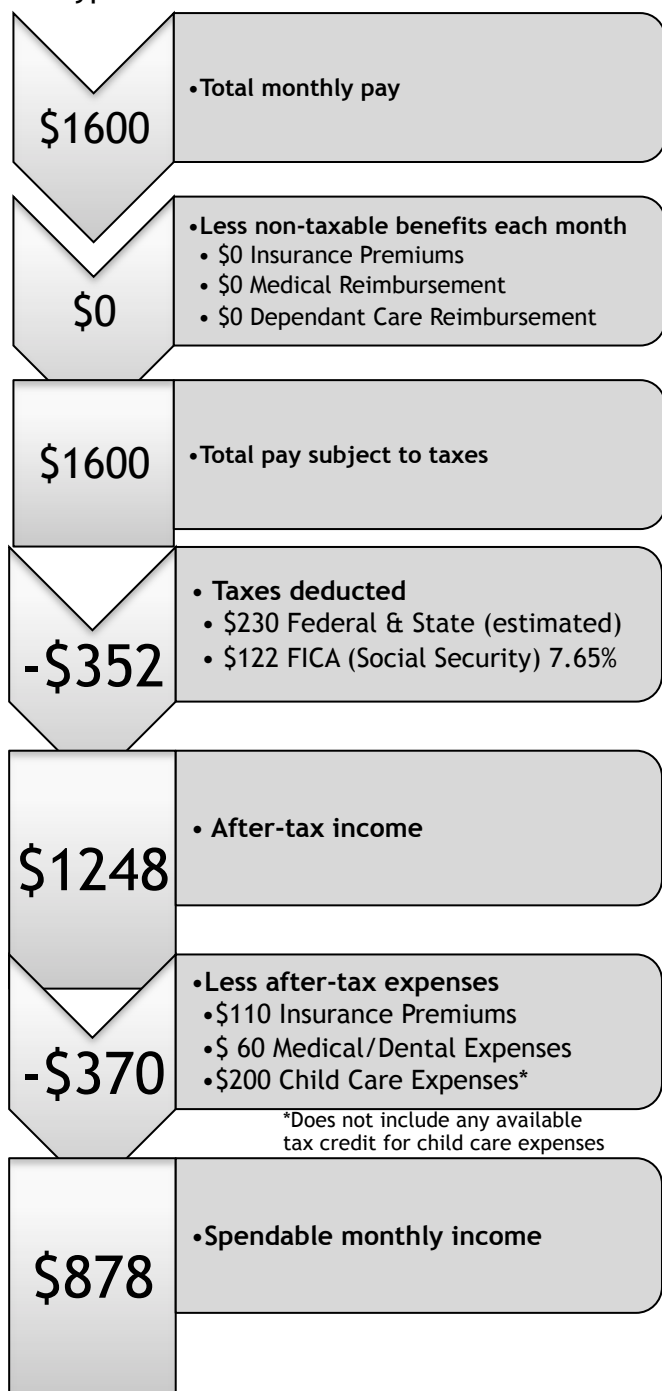 $1600
•Total monthly pay
$0
•Less non-taxable benefits each month
• $0 Insurance Premiums
• $0 Medical Reimbursement
• $0 Dependant Care Reimbursement
$1600
•Total pay subject to taxes
-$352
• Taxes deducted
• $230 Federal & State (estimated)
• $122 FICA (Social Security) 7.65%
$1248
• After-tax income
-$370
•Less after-tax expenses
•$110 Insurance Premiums
•$ 60 Medical/Dental Expenses
•$200 Child Care Expenses*
*Does not include any available
tax credit for child care expenses
$878
•Spendable monthly income